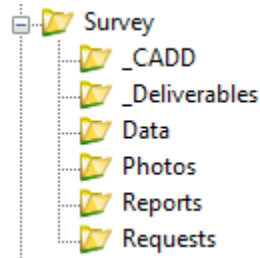 Survey
_CADD
_Deliverables
Data
Photos
Reports
Requests